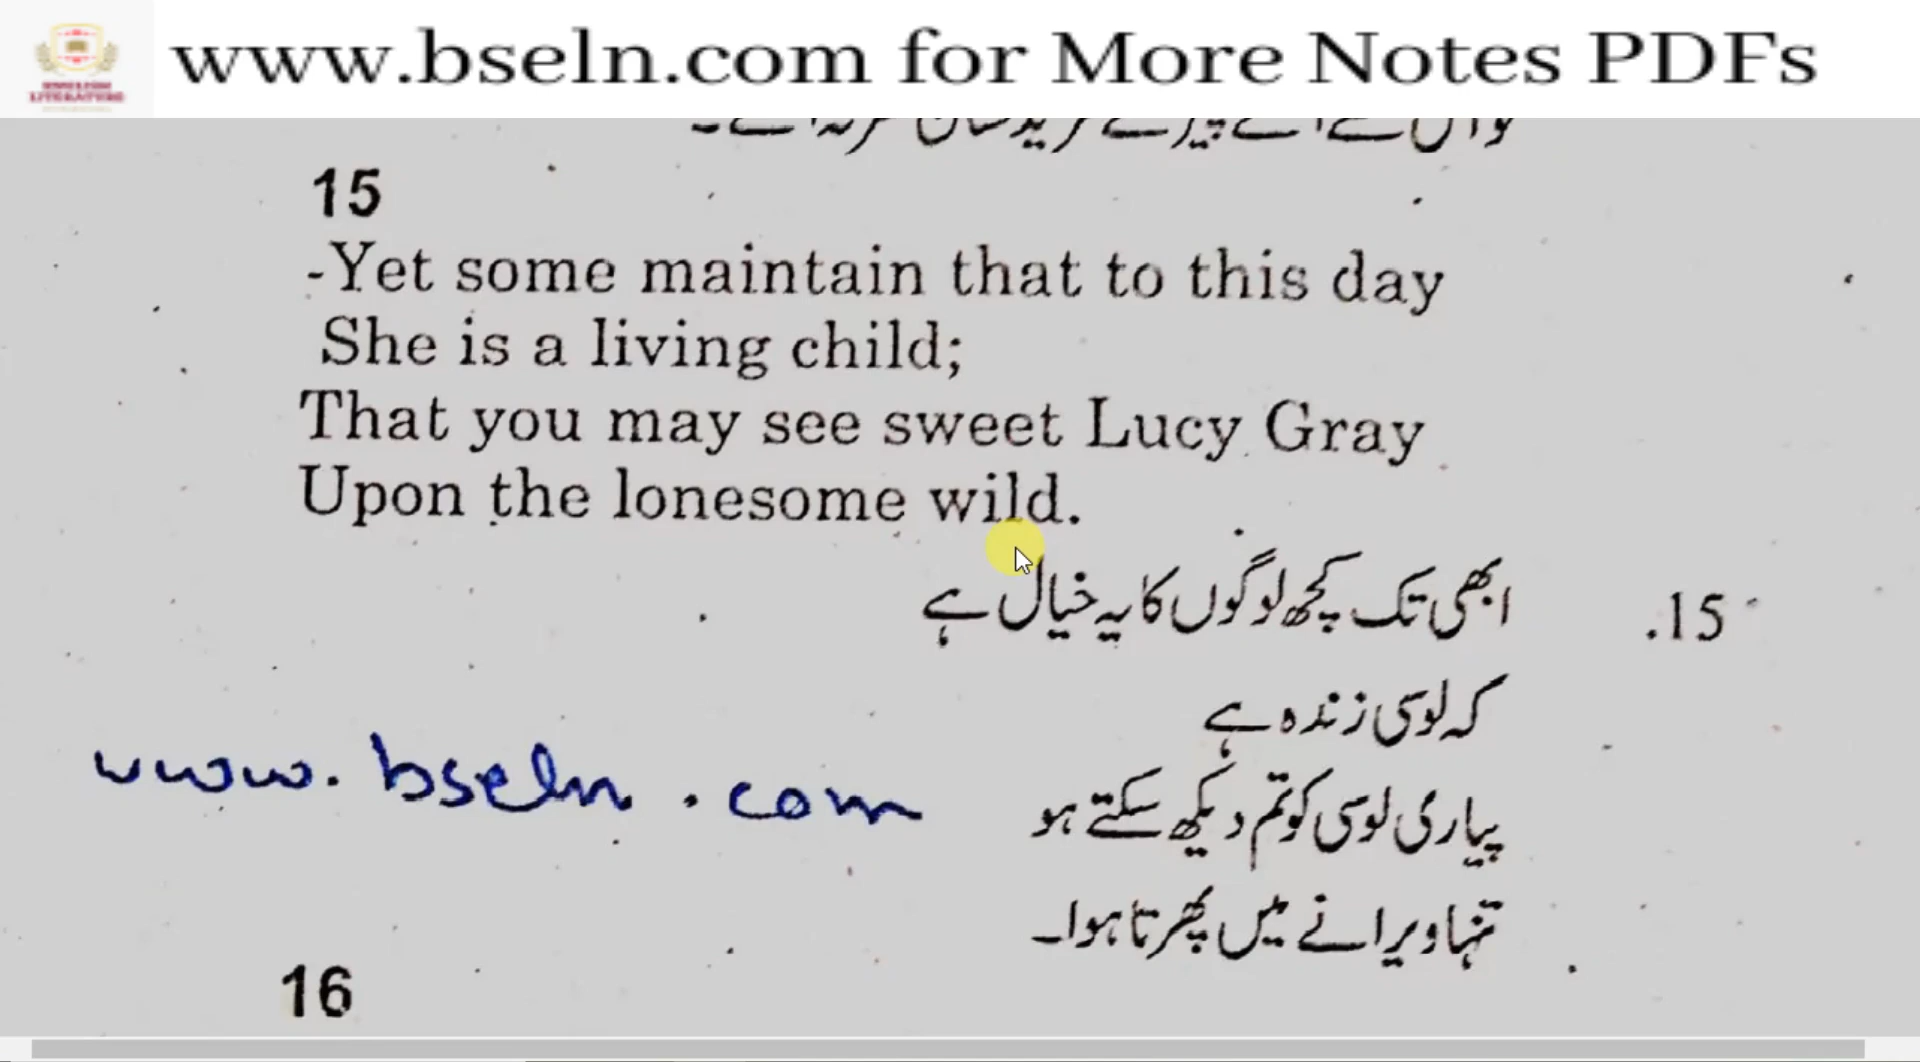 www.bseln.com for More Notes PDFs
15
-Yet some maintain that to this day
She is a living child;
That you may see sweet Lucy Gray
Upon the lonesome wild.
15. ابھی تک کچھ لوگوں کا یہ خیال ہے
کہ لوسی زندہ ہے
پیاری لوسی کو تم دیکھ سکتے ہو
www.bseln.com
تنہا ویرانے میں پھرتا ہوا۔
16